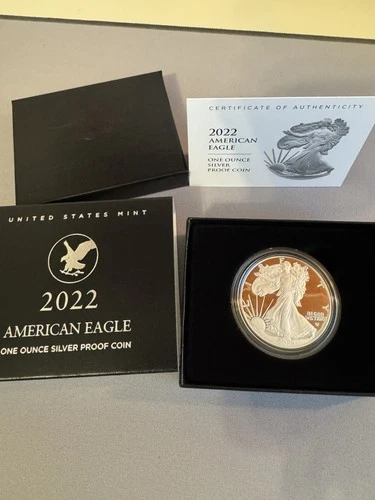 CERTIFICATE OF AUTHENTICITY
2022
AMERICAN
EAGLE
ONE OUNCE
SILVER
PROOF COIN
UNITED STATES MINT
2022
AMERICAN EAGLE
ONE OUNCE SILVER PROOF COIN